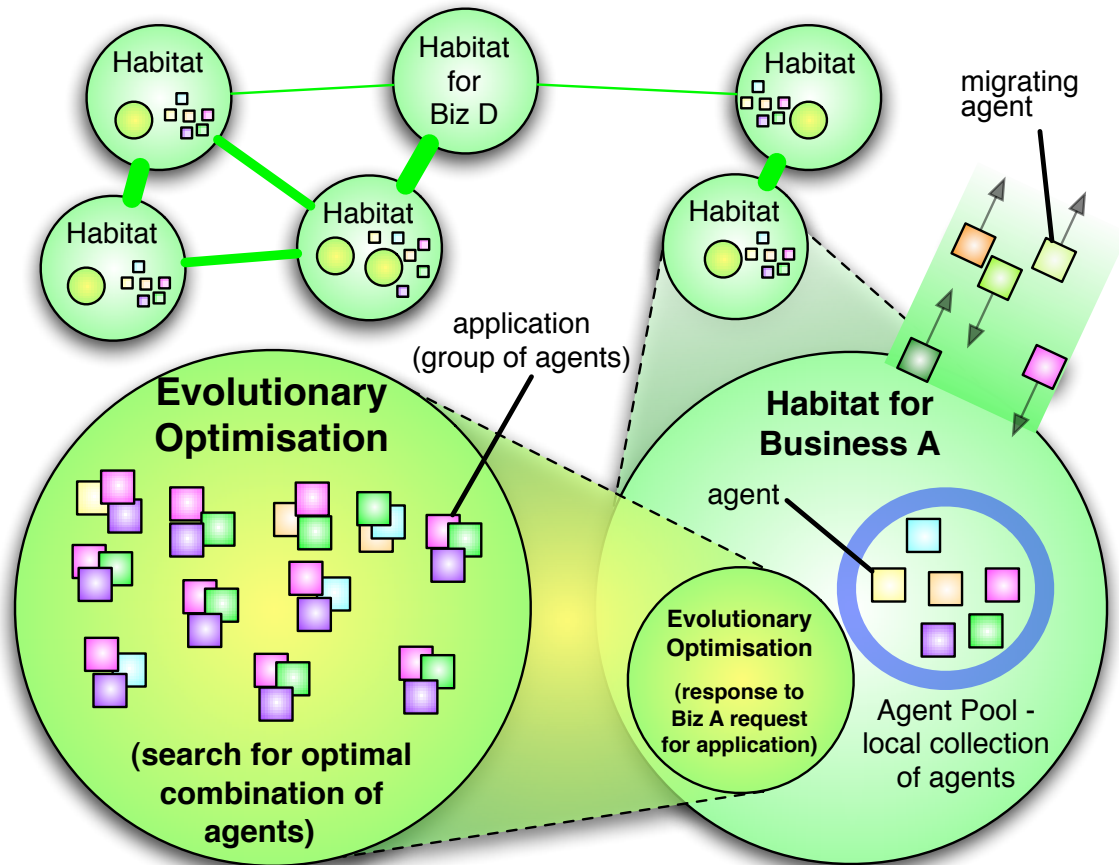 Habitat
Habitat
for
Biz D
Habitat
migrating
agent
Habitat
Habitat
Habitat
application
(group of agents)
Evolutionary
Optimisation
Habitat for
Business A
agent
Evolutionary
Optimisation
(response to
Biz A request
for application)
Agent Pool -
local collection
of agents
(search for optimal
combination of
agents)